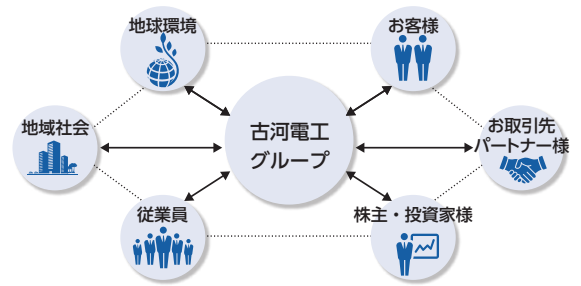 地球環境
お客様
地域社会
古河電工
グループ
お取引先
パートナー様
従業員
株主・投資家様